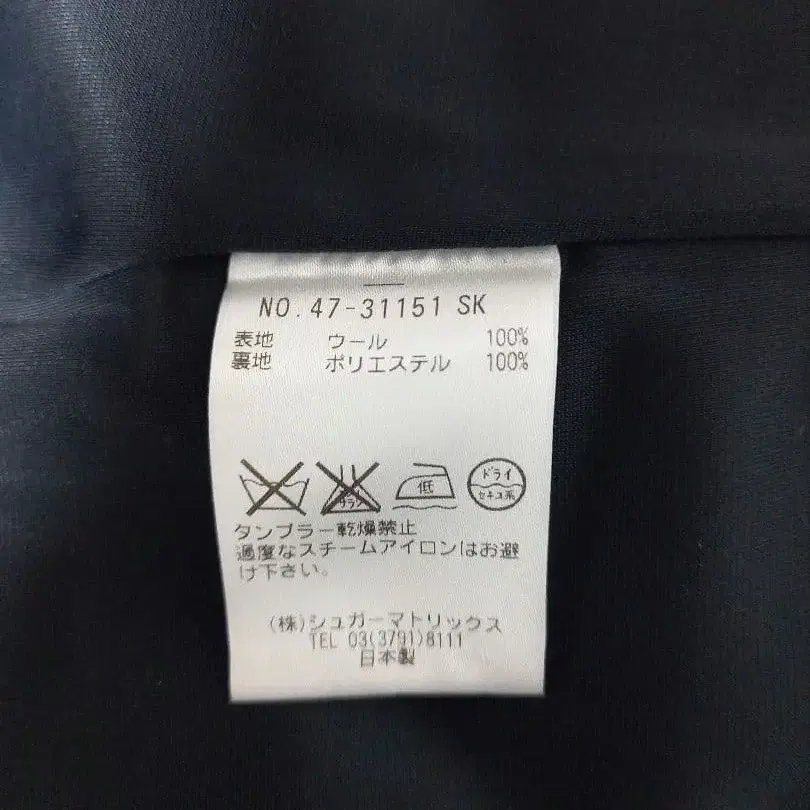 NO.47-31151 SK
表地 ウール 100%
裏地 ポリエステル 100%
低
ドライ
セキユ系
タンブラー乾燥禁止
過度なスチームアイロンはお避
け下さい。
(株)シュガーマトリックス
TEL 03(3791)8111
日本製